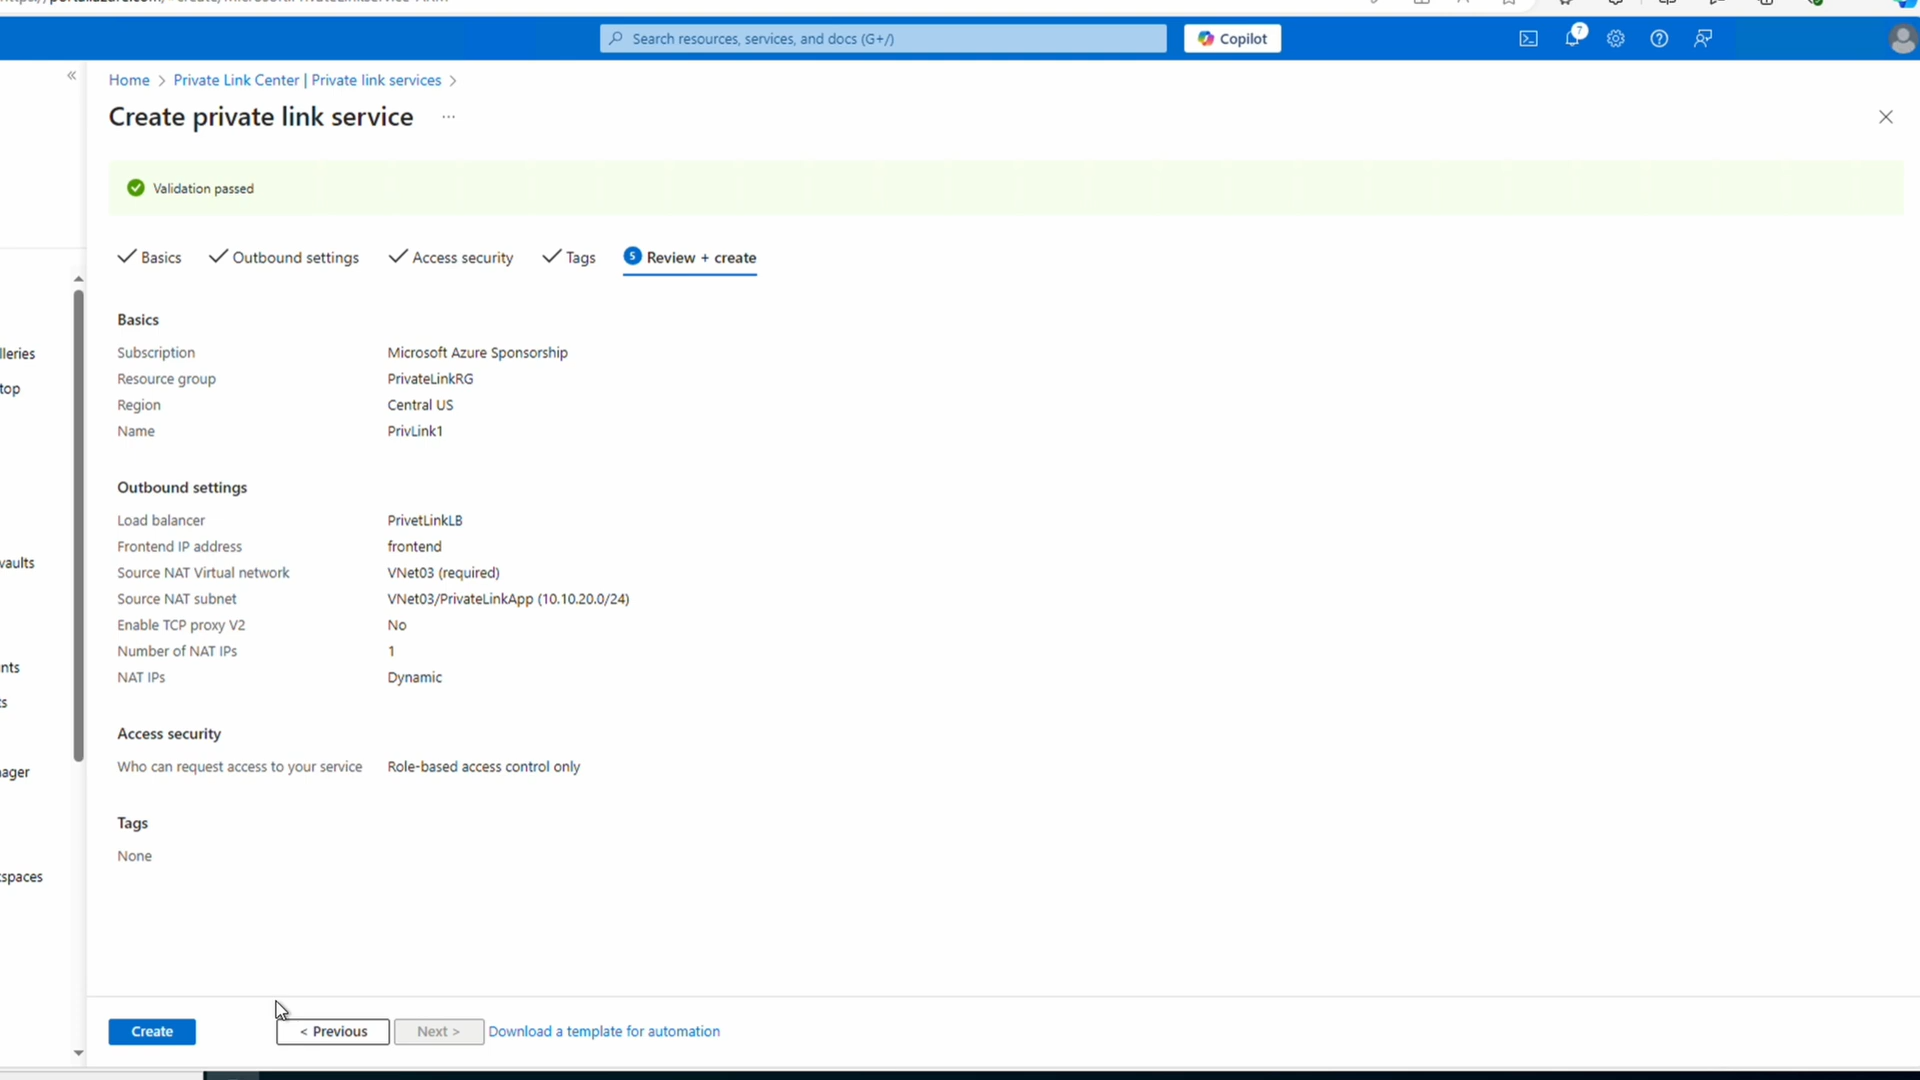 Search resources, services, and docs (G+/)
Copilot
7
Home > Private Link Center | Private link services >
Create private link service ...
Validation passed
Basics
Outbound settings
Access security
Tags
5 Review + create
Basics
Subscription Microsoft Azure Sponsorship
Resource group PrivateLinkRG
Region Central US
Name PrivLink1
Outbound settings
Load balancer PrivetLinkLB
Frontend IP address frontend
Source NAT Virtual network VNet03 (required)
Source NAT subnet VNet03/PrivateLinkApp (10.10.20.0/24)
Enable TCP proxy V2 No
Number of NAT IPs 1
NAT IPs Dynamic
Access security
Who can request access to your service Role-based access control only
Tags
None
lleries
top
vaults
nts
ts
ager
spaces
Create
< Previous
Next >
Download a template for automation